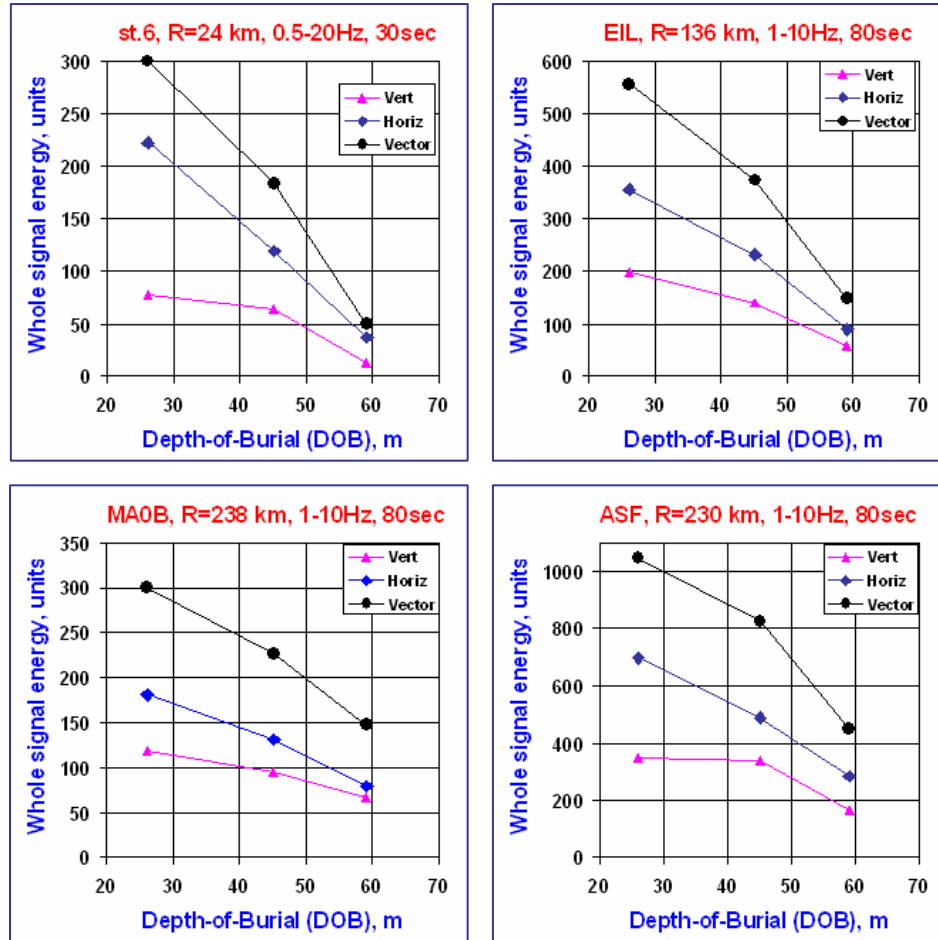 st.6, R=24 km, 0.5-20Hz, 30sec
Whole signal energy, units
300
250
200
150
100
50
0
Vert
Horiz
Vector
20 30 40 50 60 70
Depth-of-Burial (DOB), m
EIL, R=136 km, 1-10Hz, 80sec
Whole signal energy, units
600
500
400
300
200
100
0
Vert
Horiz
Vector
20 30 40 50 60 70
Depth-of-Burial (DOB), m
MA0B, R=238 km, 1-10Hz, 80sec
Whole signal energy, units
350
300
250
200
150
100
50
0
Vert
Horiz
Vector
20 30 40 50 60 70
Depth-of-Burial (DOB), m
ASF, R=230 km, 1-10Hz, 80sec
Whole signal energy, units
1000
800
600
400
200
0
Vert
Horiz
Vector
20 30 40 50 60 70
Depth-of-Burial (DOB), m